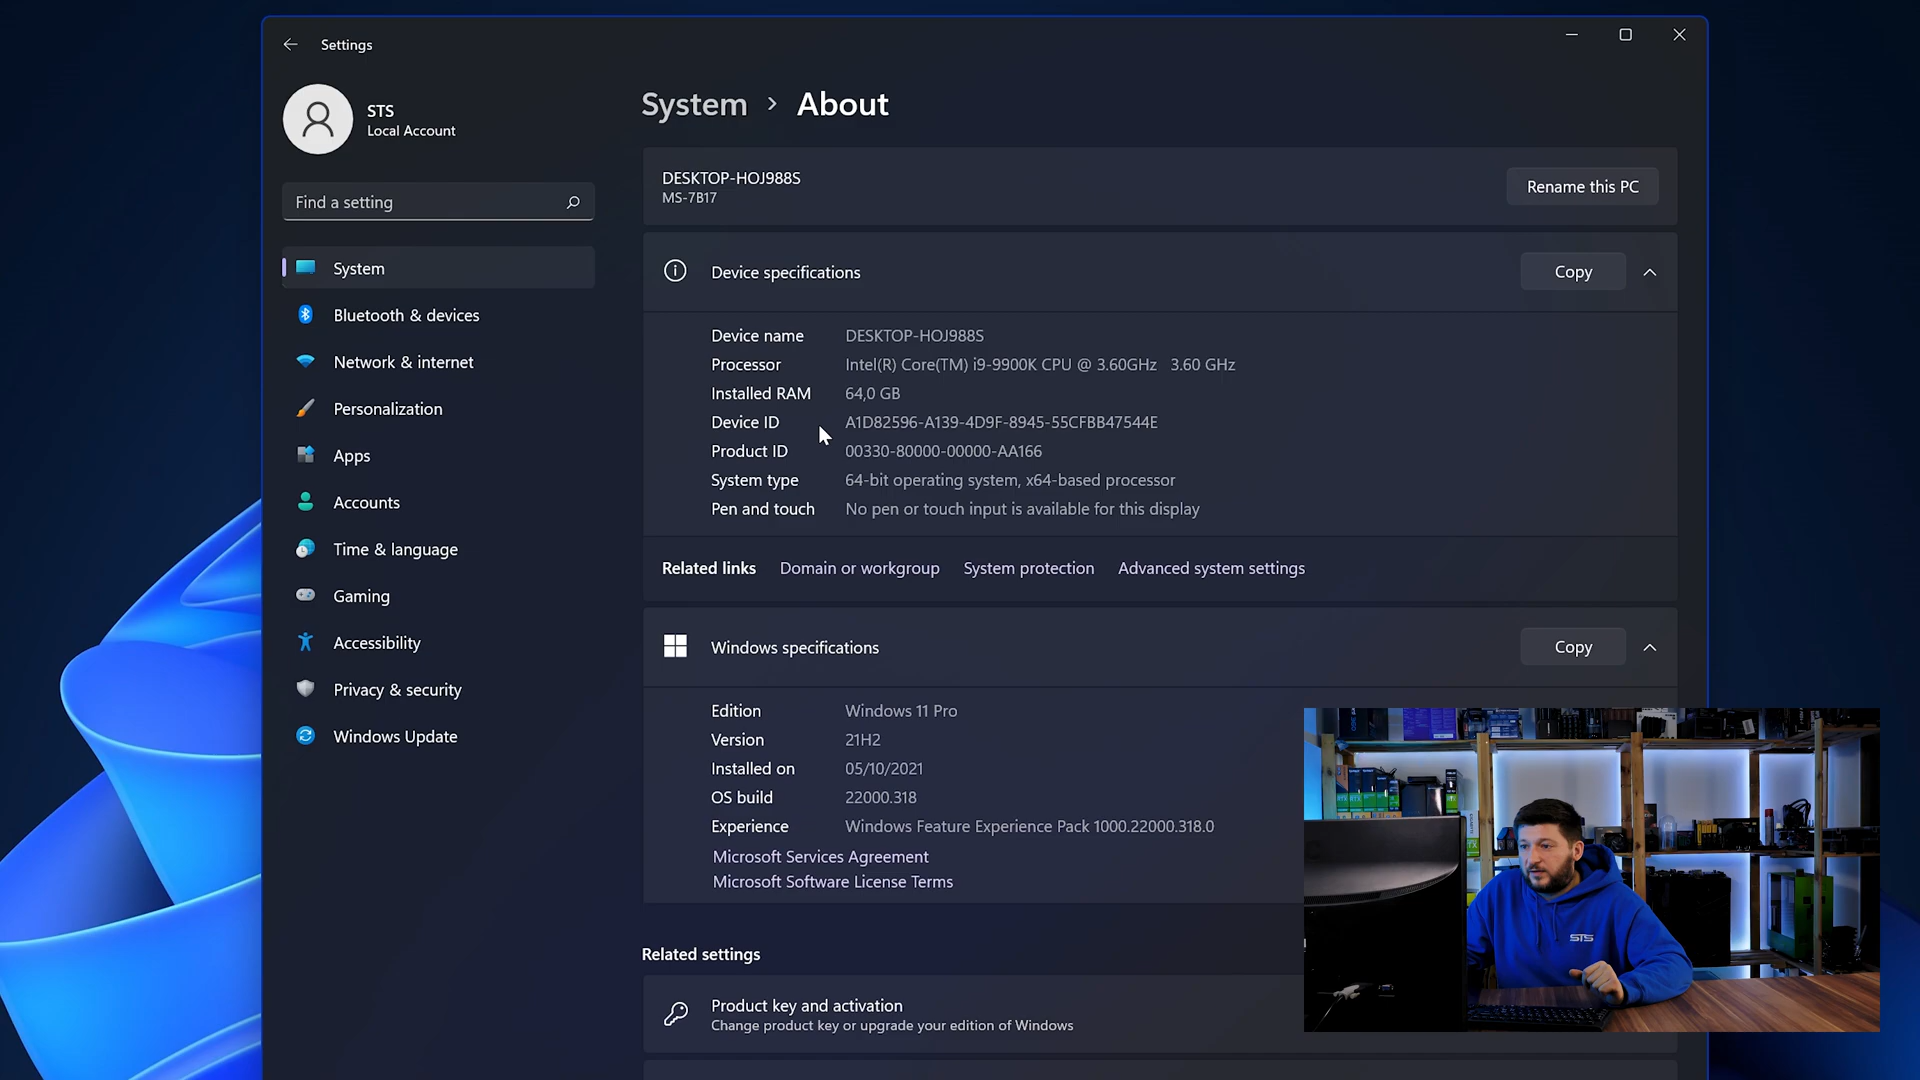 Settings
STS
Local Account
Find a setting
System
Bluetooth & devices
Network & internet
Personalization
Apps
Accounts
Time & language
Gaming
Accessibility
Privacy & security
Windows Update
System > About
DESKTOP-HOJ988S
MS-7B17
Rename this PC
Device specifications
Copy
Device name DESKTOP-HOJ988S
Processor Intel(R) Core(TM) i9-9900K CPU @ 3.60GHz 3.60 GHz
Installed RAM 64,0 GB
Device ID A1D82596-A139-4D9F-8945-55CFBB47544E
Product ID 00330-80000-00000-AA166
System type 64-bit operating system, x64-based processor
Pen and touch No pen or touch input is available for this display
Related links Domain or workgroup System protection Advanced system settings
Windows specifications
Copy
Edition Windows 11 Pro
Version 21H2
Installed on 05/10/2021
OS build 22000.318
Experience Windows Feature Experience Pack 1000.22000.318.0
Microsoft Services Agreement
Microsoft Software License Terms
Related settings
Product key and activation
Change product key or upgrade your edition of Windows
STS